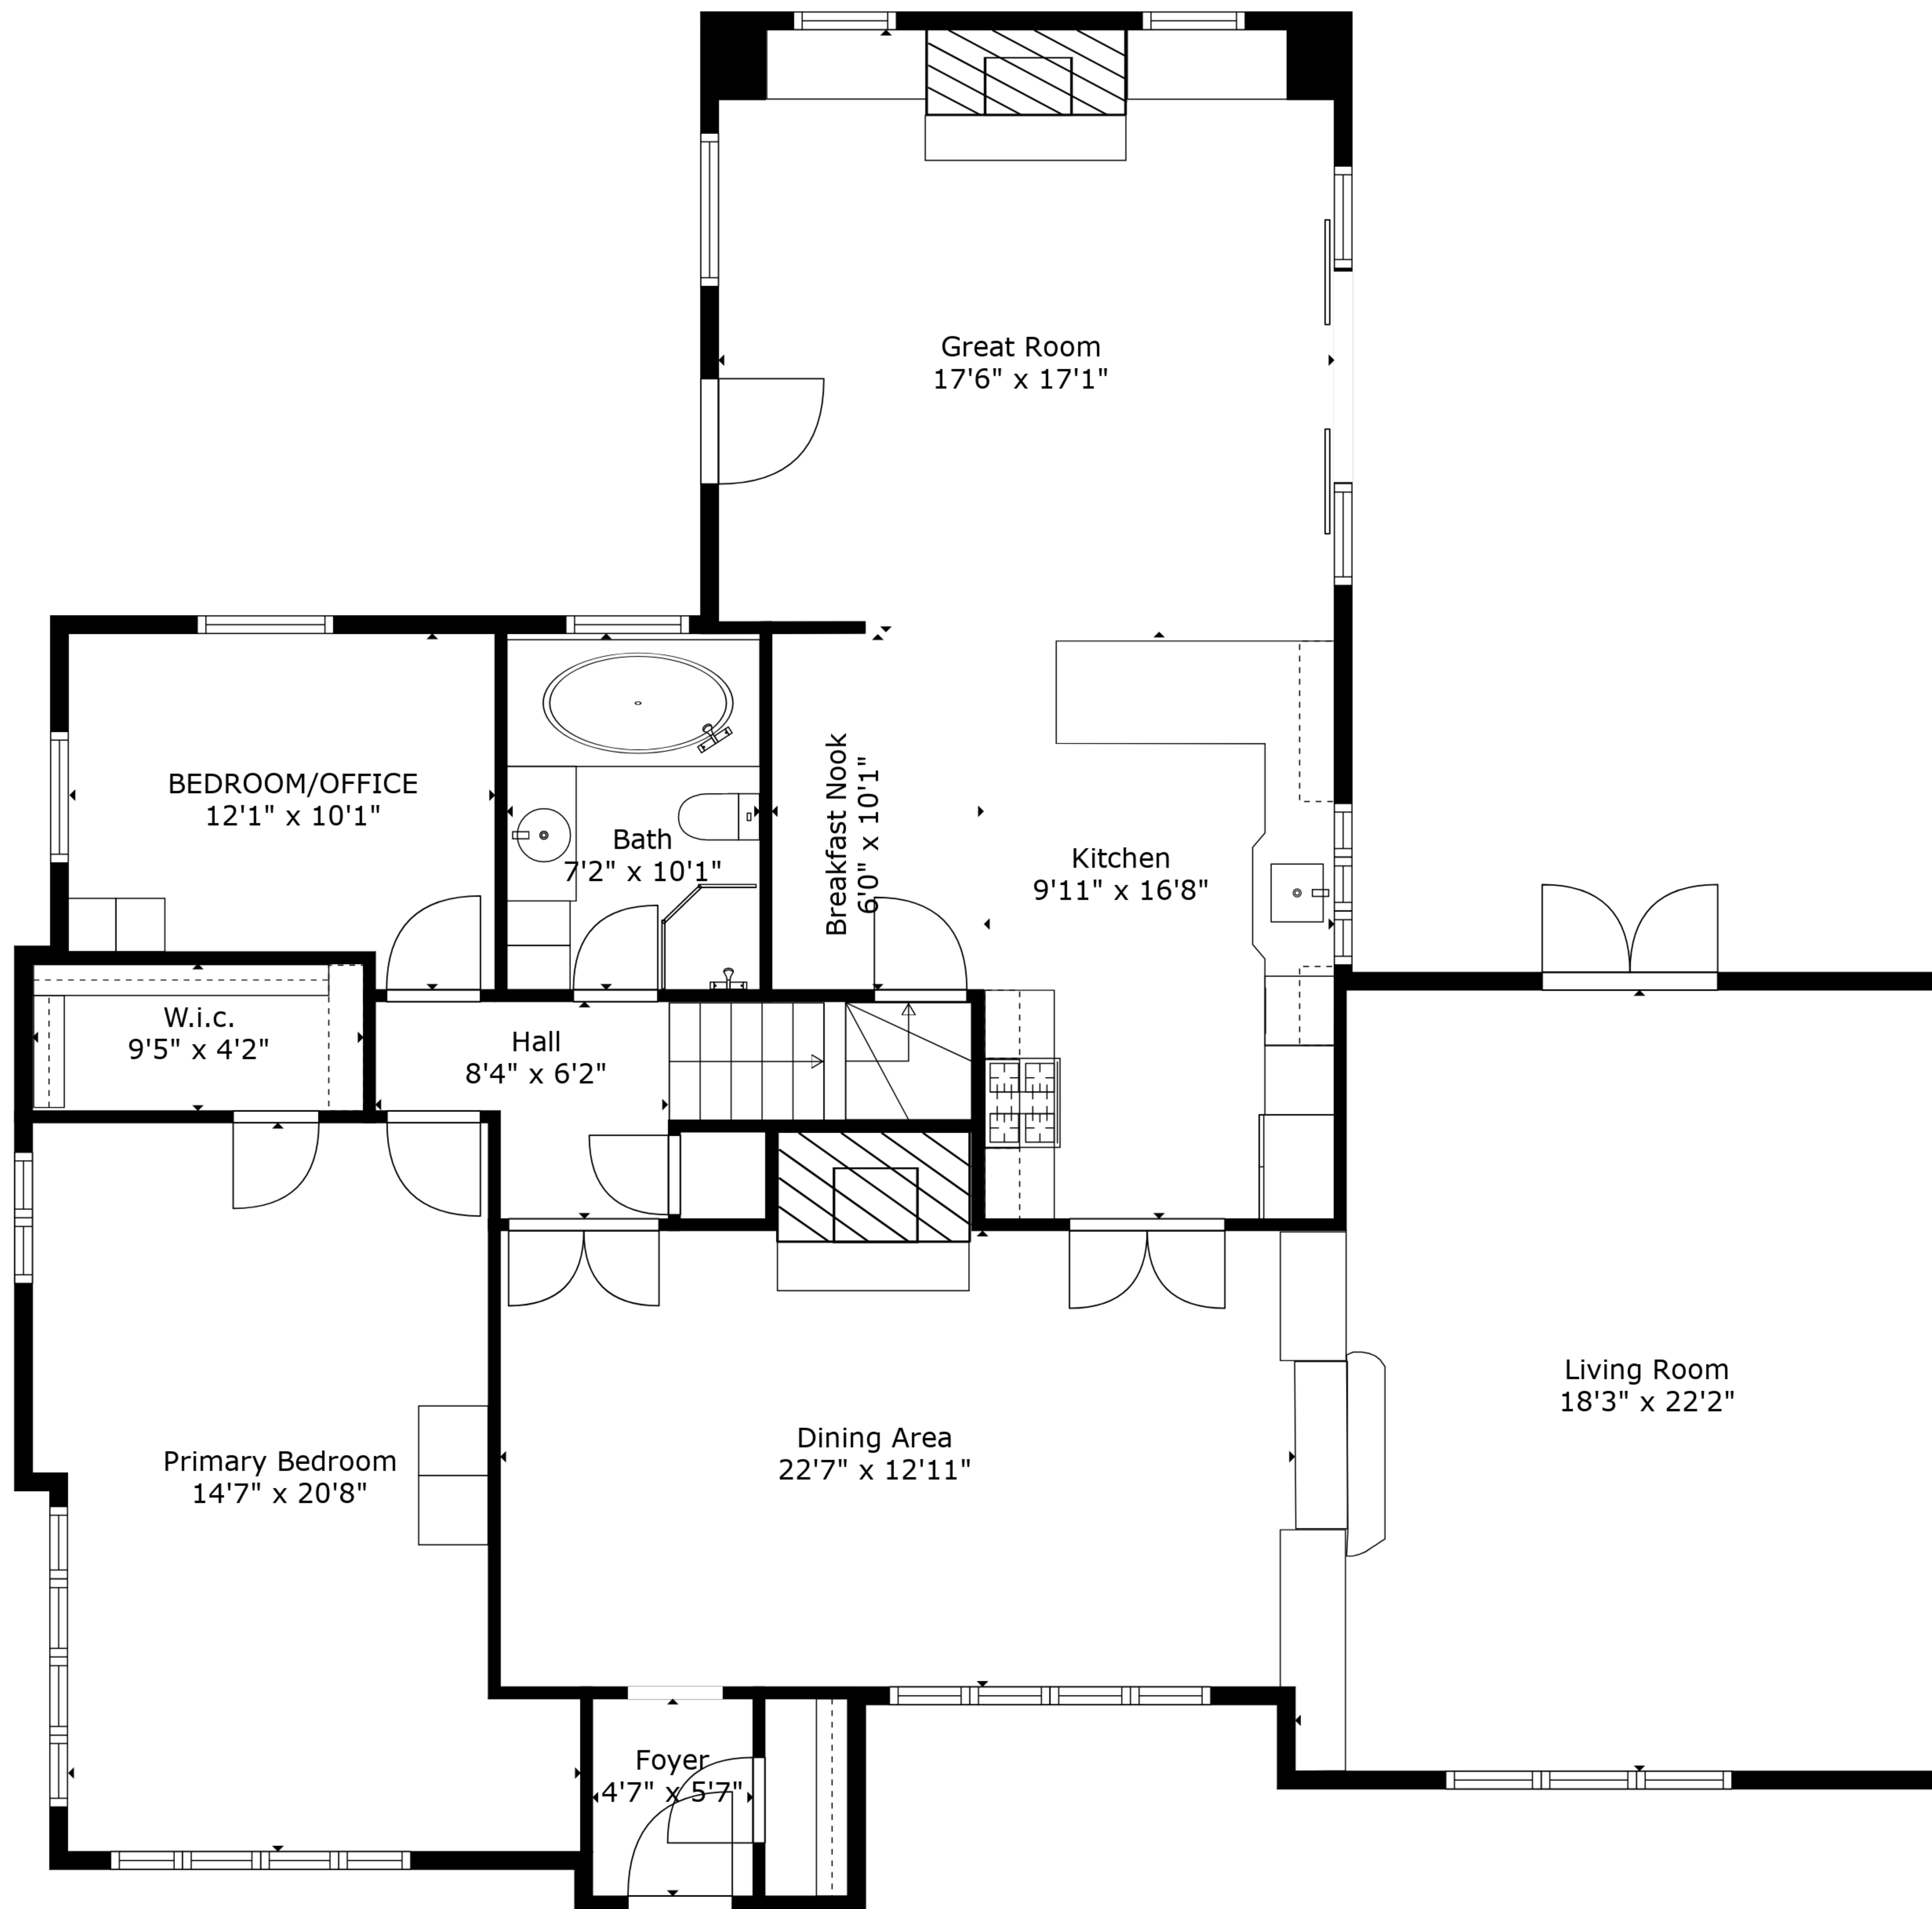 Great Room
17'6" x 17'1"
BEDROOM/OFFICE
12'1" x 10'1"
Bath
7'2" x 10'1"
Breakfast Nook
6'0" x 10'1"
Kitchen
9'11" x 16'8"
W.i.c.
9'5" x 4'2"
Hall
8'4" x 6'2"
Living Room
18'3" x 22'2"
Primary Bedroom
14'7" x 20'8"
Dining Area
22'7" x 12'11"
Foyer
4'7" x 5'7"